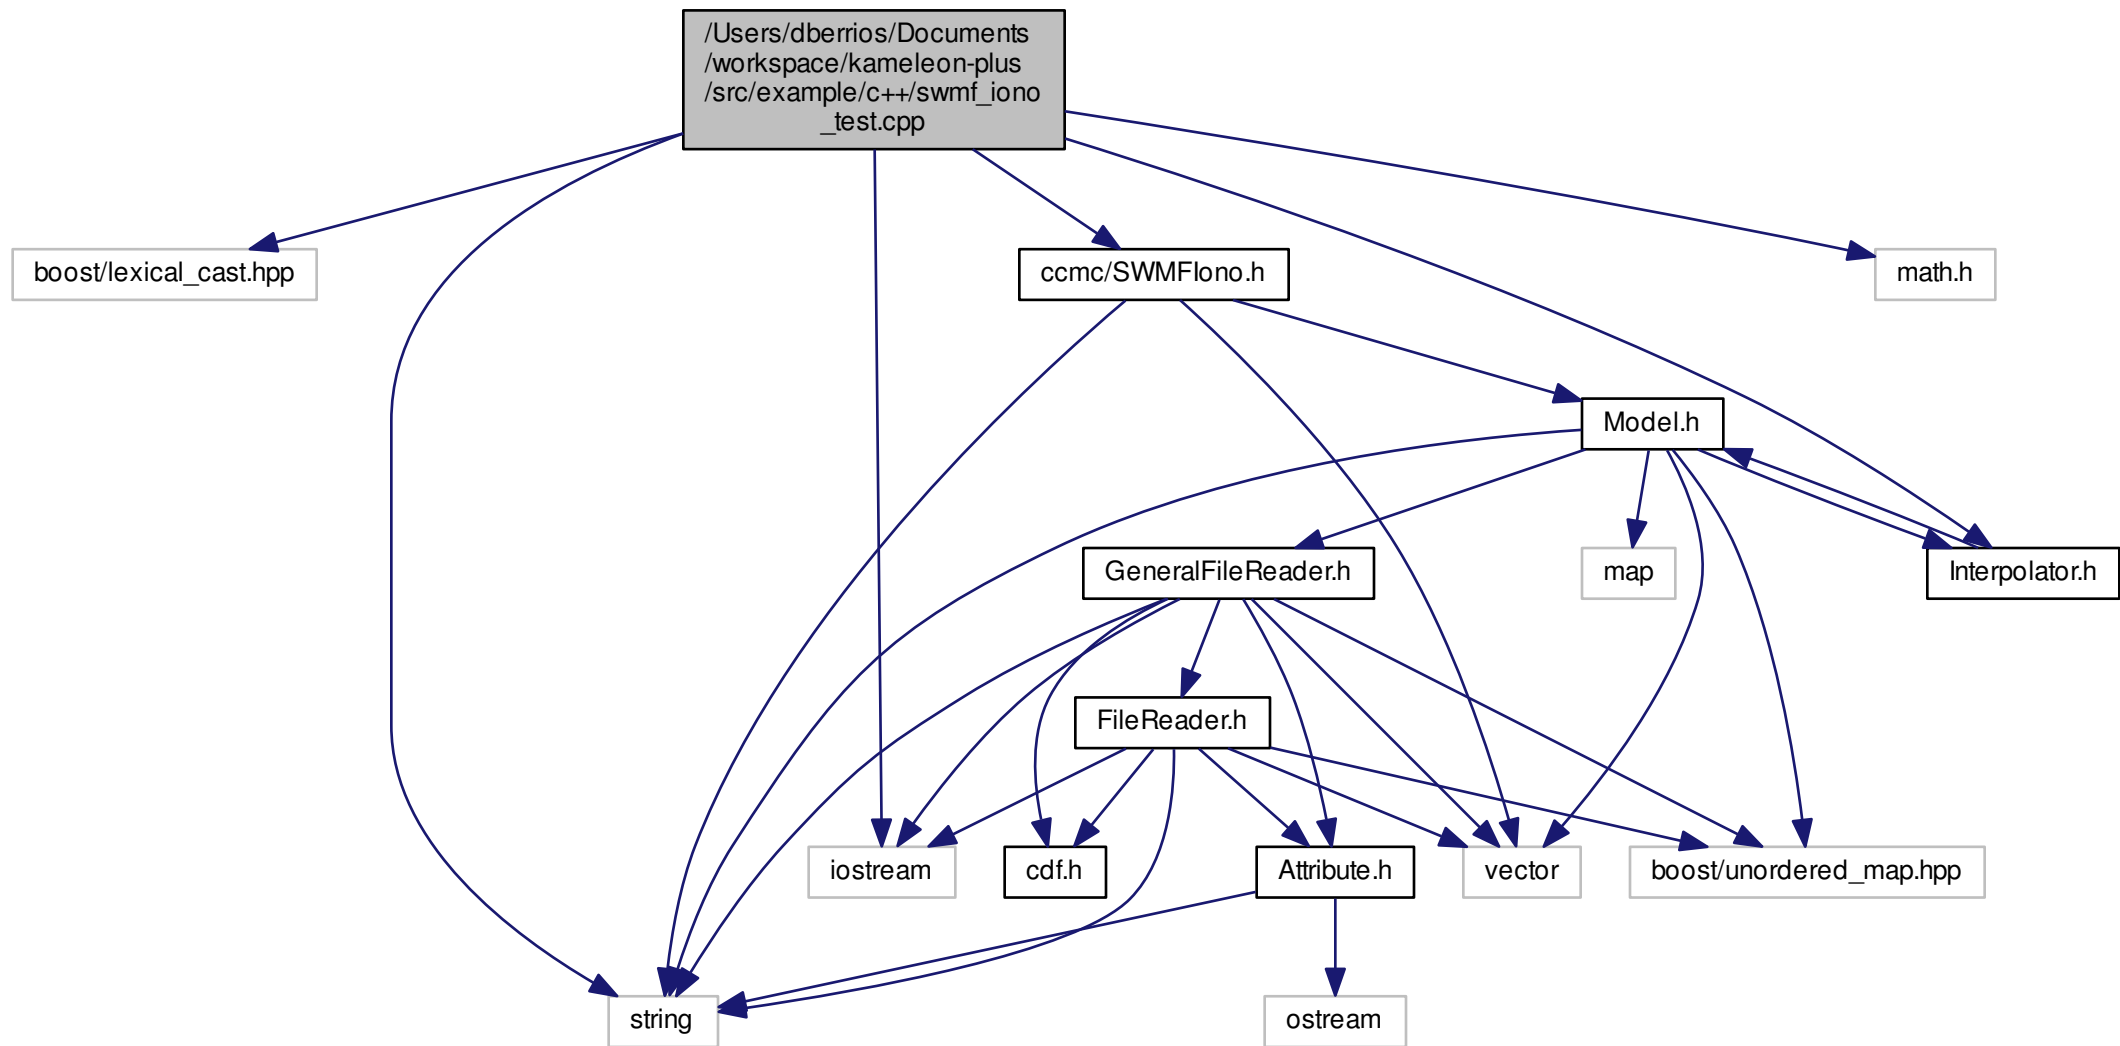 /Users/dberrios/Documents
/workspace/kameleon-plus
/src/example/c++/swmf_iono
_test.cpp
boost/lexical_cast.hpp
ccmc/SWMFIono.h
math.h
Model.h
GeneralFileReader.h
map
Interpolator.h
FileReader.h
iostream
cdf.h
Attribute.h
vector
boost/unordered_map.hpp
string
ostream